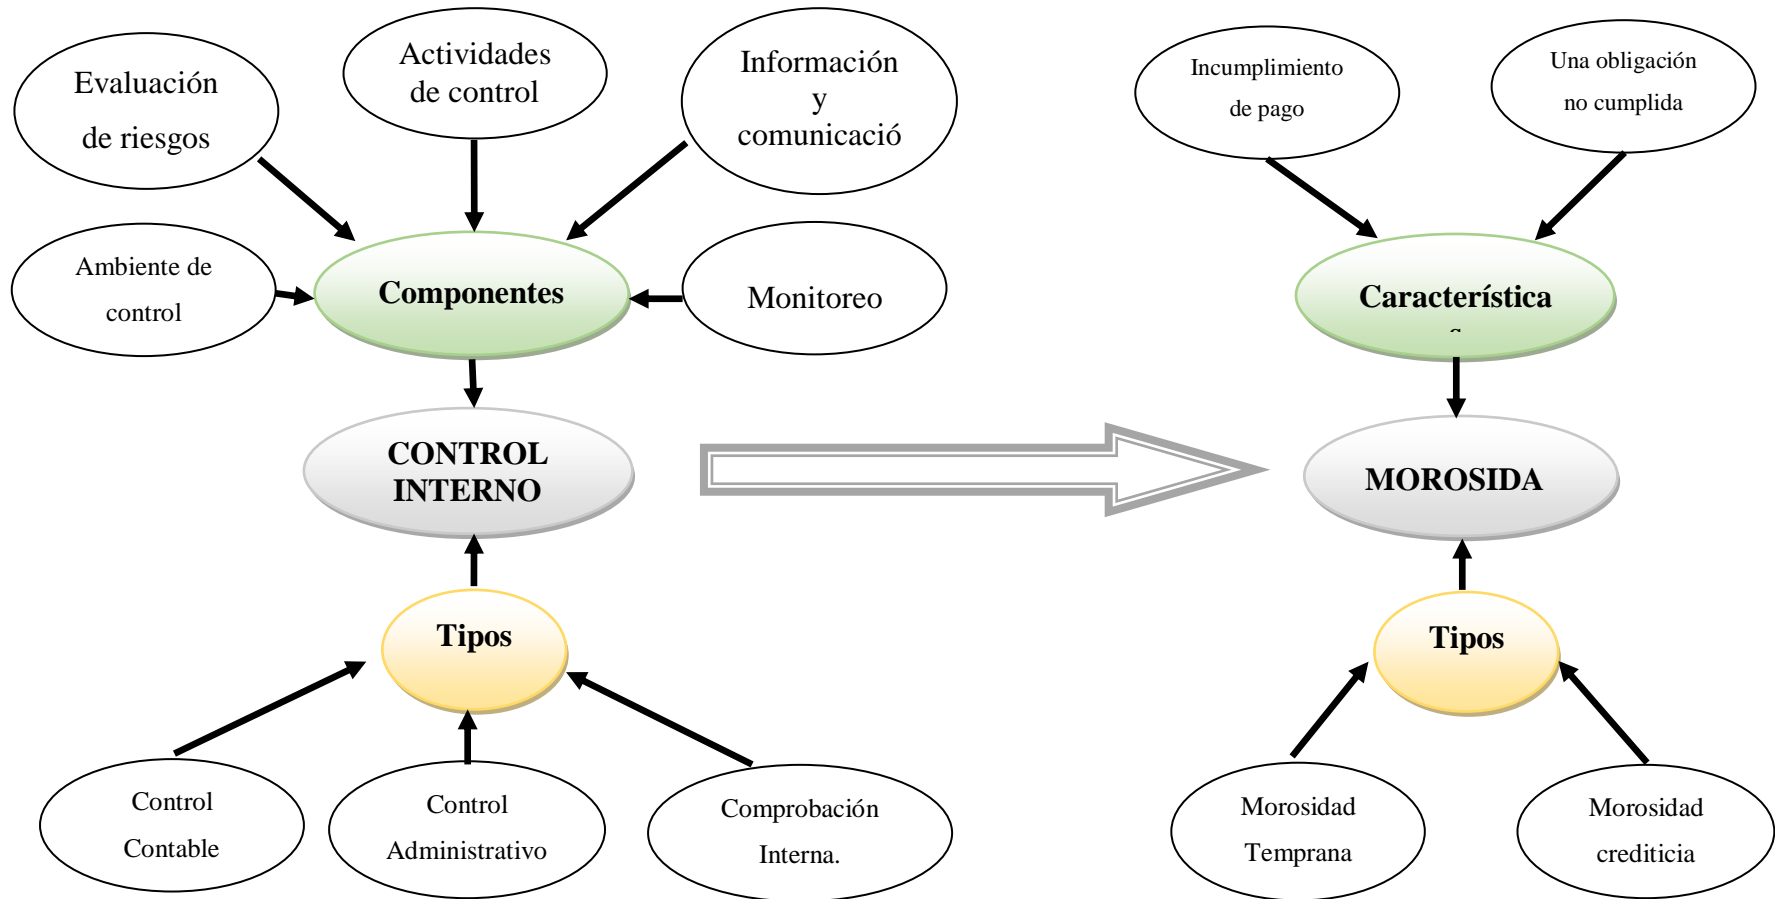 Evaluación
de riesgos
Actividades
de control
Información
y
comunicació
Ambiente de
control
Componentes
Monitoreo
CONTROL
INTERNO
Tipos
Control
Contable
Control
Administrativo
Comprobación
Interna.
Incumplimiento
de pago
Una obligación
no cumplida
Característica
s
MOROSIDA
Tipos
Morosidad
Temprana
Morosidad
crediticia